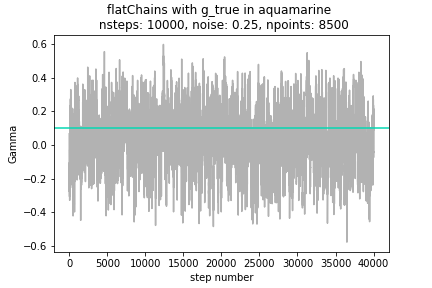 flatChains with g_true in aquamarine
nsteps: 10000, noise: 0.25, npoints: 8500
0.6
0.4
0.2
0.0
−0.2
−0.4
−0.6
Gamma
0 5000 10000 15000 20000 25000 30000 35000 40000
step number